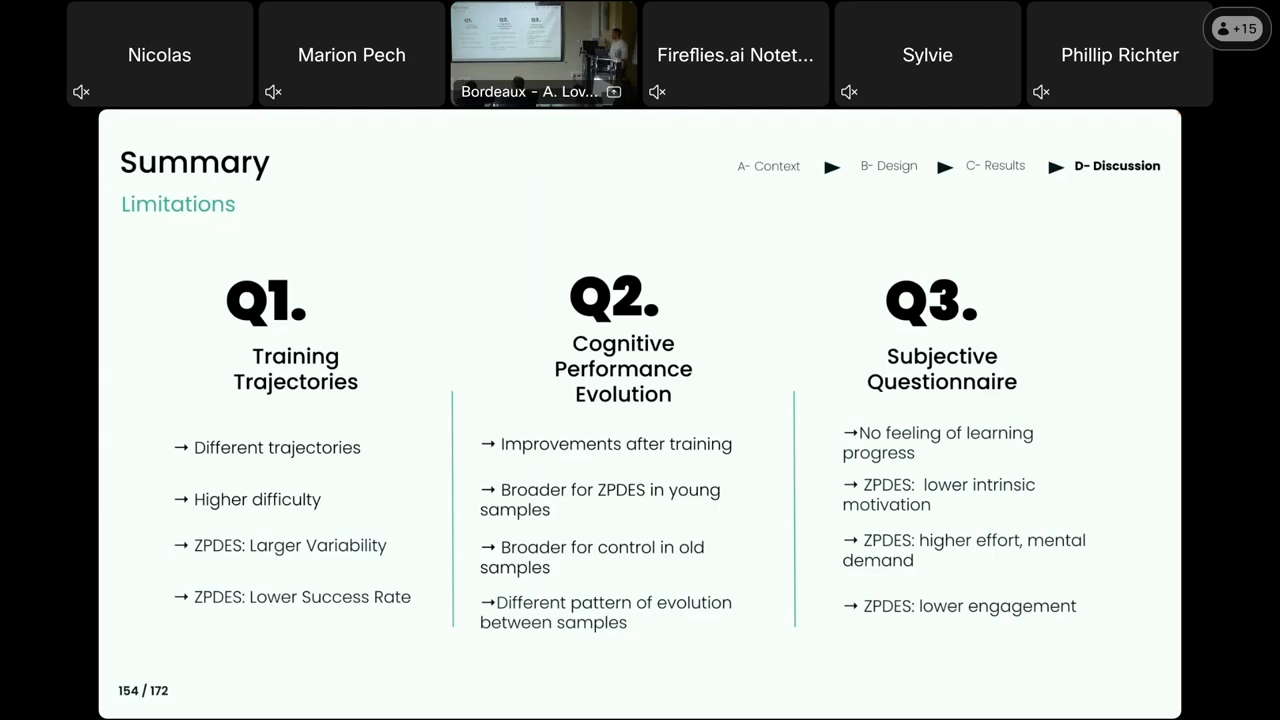 Nicolas
Marion Pech
Bordeaux - A. Lov...
Fireflies.ai Notet...
Sylvie
Phillip Richter
+15
Summary
Limitations
A- Context
B- Design
C- Results
D- Discussion
Q1.
Training
Trajectories
→ Different trajectories
→ Higher difficulty
→ ZPDES: Larger Variability
→ ZPDES: Lower Success Rate
Q2.
Cognitive
Performance
Evolution
→ Improvements after training
→ Broader for ZPDES in young
samples
→ Broader for control in old
samples
→Different pattern of evolution
between samples
Q3.
Subjective
Questionnaire
→No feeling of learning
progress
→ ZPDES: lower intrinsic
motivation
→ ZPDES: higher effort, mental
demand
→ ZPDES: lower engagement
154 / 172